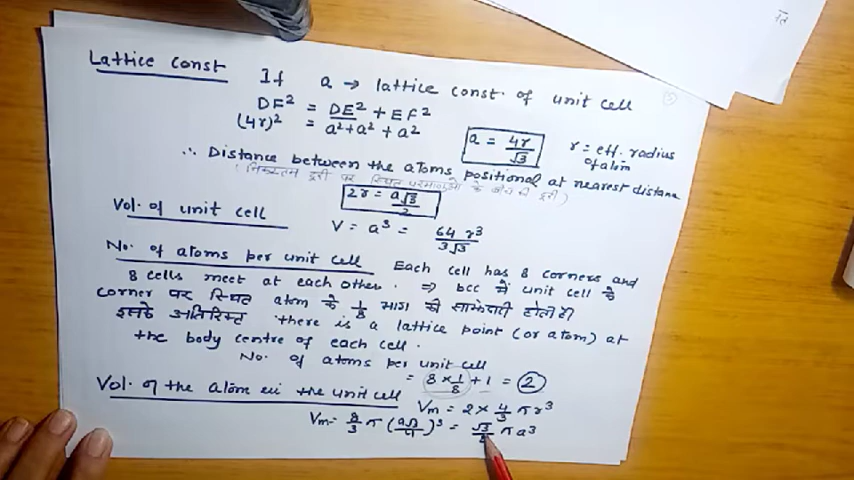 Lattice const If a → lattice const. of unit cell
DF² = DE² + EF²
(4r)² = a² + a² + a²
a = 4r/√3 r = eff. radius of atom
∴ Distance between the atoms positional at nearest distance
(निकटतम दूरी पर स्थित परमाणुओं के बीच की दूरी)
2r = a√3/2
Vol. of unit cell V = a³ = 64 r³/3√3
No. of atoms per unit cell Each cell has 8 corners and
8 cells meet at each other. ⇒ bcc में unit cell के
corner पर स्थित atom के 1/8 भाग की साझेदारी होती है।
इसके अतिरिक्त there is a lattice point (or atom) at
the body centre of each cell.
No. of atoms per unit cell
= 8 × 1/8 + 1 = 2
Vol. of the atom in the unit cell Vm = 2 × 4/3 π r³
Vm = 8/3 π (a√3/4)³ = √3/8 π a³